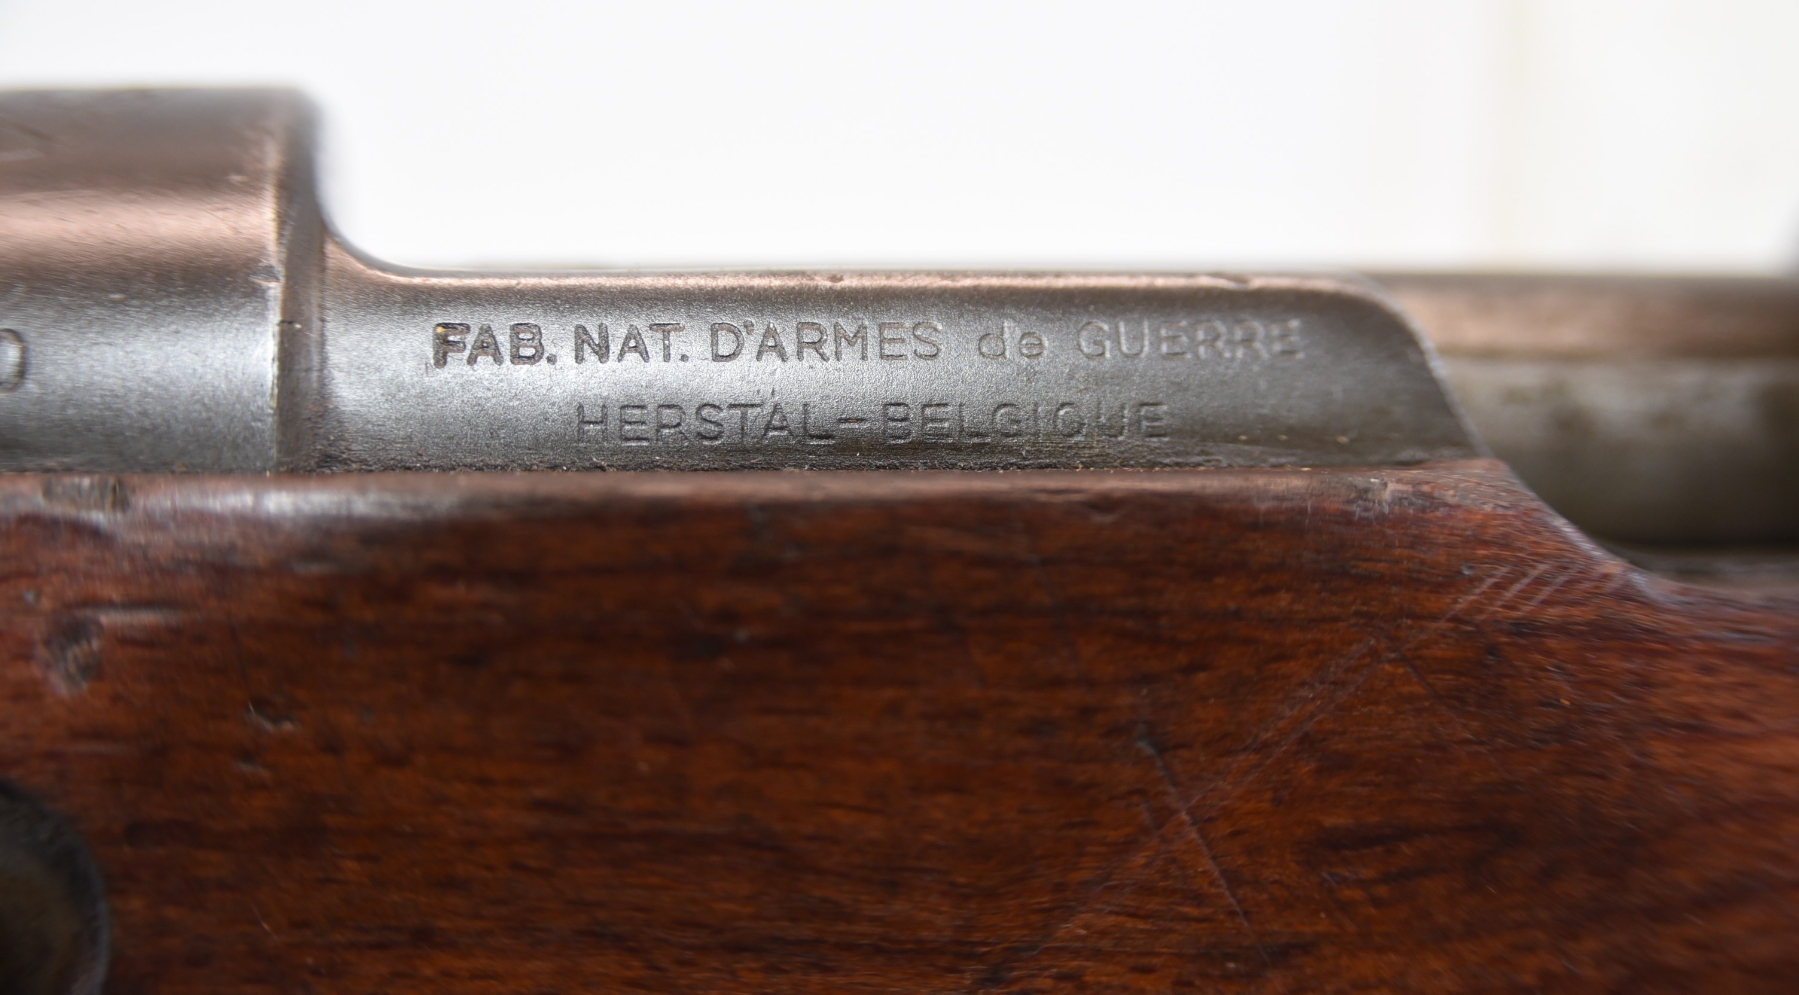 FAB. NAT. D'ARMES de GUERRE
HERSTAL-BELGIQUE